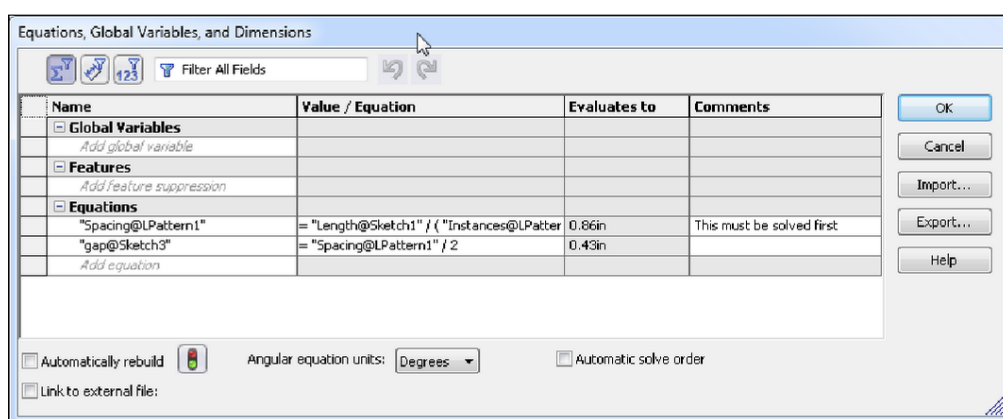 Equations, Global Variables, and Dimensions
Σ 123 Filter All Fields
Name Value / Equation Evaluates to Comments
Global Variables
Add global variable
Features
Add feature suppression
Equations
"Spacing@LPattern1" = "Length@Sketch1" / ( "Instances@LPatter 0.86in This must be solved first
"gap@Sketch3" = "Spacing@LPattern1" / 2 0.43in
Add equation
OK
Cancel
Import...
Export...
Help
Automatically rebuild Angular equation units: Degrees Automatic solve order
Link to external file: